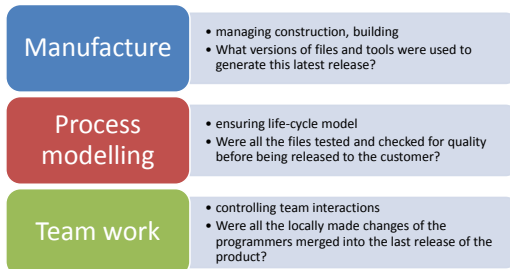 Manufacture
• managing construction, building
• What versions of files and tools were used to
generate this latest release?
Process
modelling
• ensuring life-cycle model
• Were all the files tested and checked for quality
before being released to the customer?
Team work
• controlling team interactions
• Were all the locally made changes of the
programmers merged into the last release of the
product?